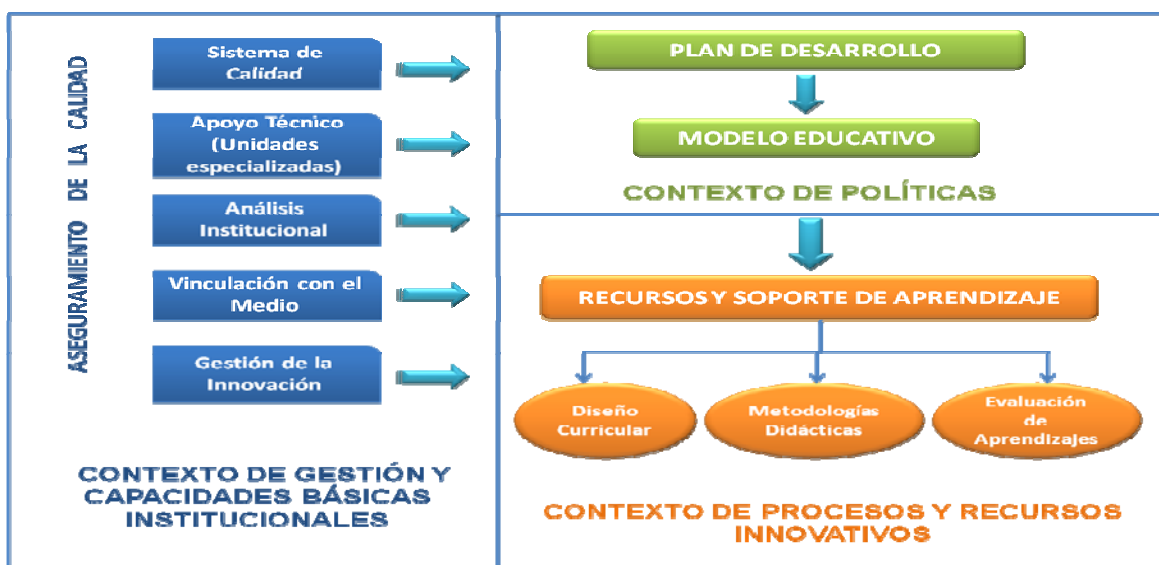 ASEGURAMIENTO DE LA CALIDAD
Sistema de
Calidad
Apoyo Técnico
(Unidades
especializadas)
Análisis
Institucional
Vinculación con el
Medio
Gestión de la
Innovación
CONTEXTO DE GESTIÓN Y
CAPACIDADES BÁSICAS
INSTITUCIONALES
PLAN DE DESARROLLO
MODELO EDUCATIVO
CONTEXTO DE POLÍTICAS
RECURSOS Y SOPORTE DE APRENDIZAJE
Diseño
Curricular
Metodologías
Didácticas
Evaluación
de
Aprendizajes
CONTEXTO DE PROCESOS Y RECURSOS
INNOVATIVOS